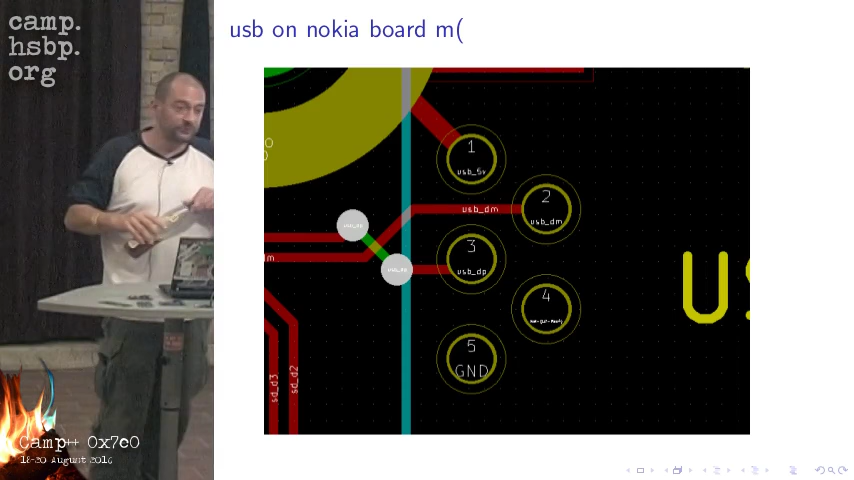 camp.
hsbp.
org
usb on nokia board m(
1
usb_5v
2
usb_dm
usb_dm
3
usb_dp
4
5
GND
US
sd_d3
sd_d2
Camp++ 0x7e0
18-20 August 2016